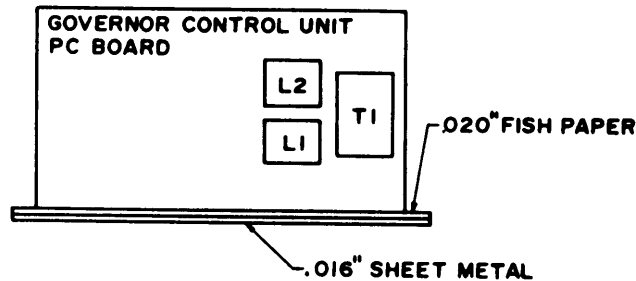 GOVERNOR CONTROL UNIT
PC BOARD
L2
T1
L1
.020" FISH PAPER
.016" SHEET METAL